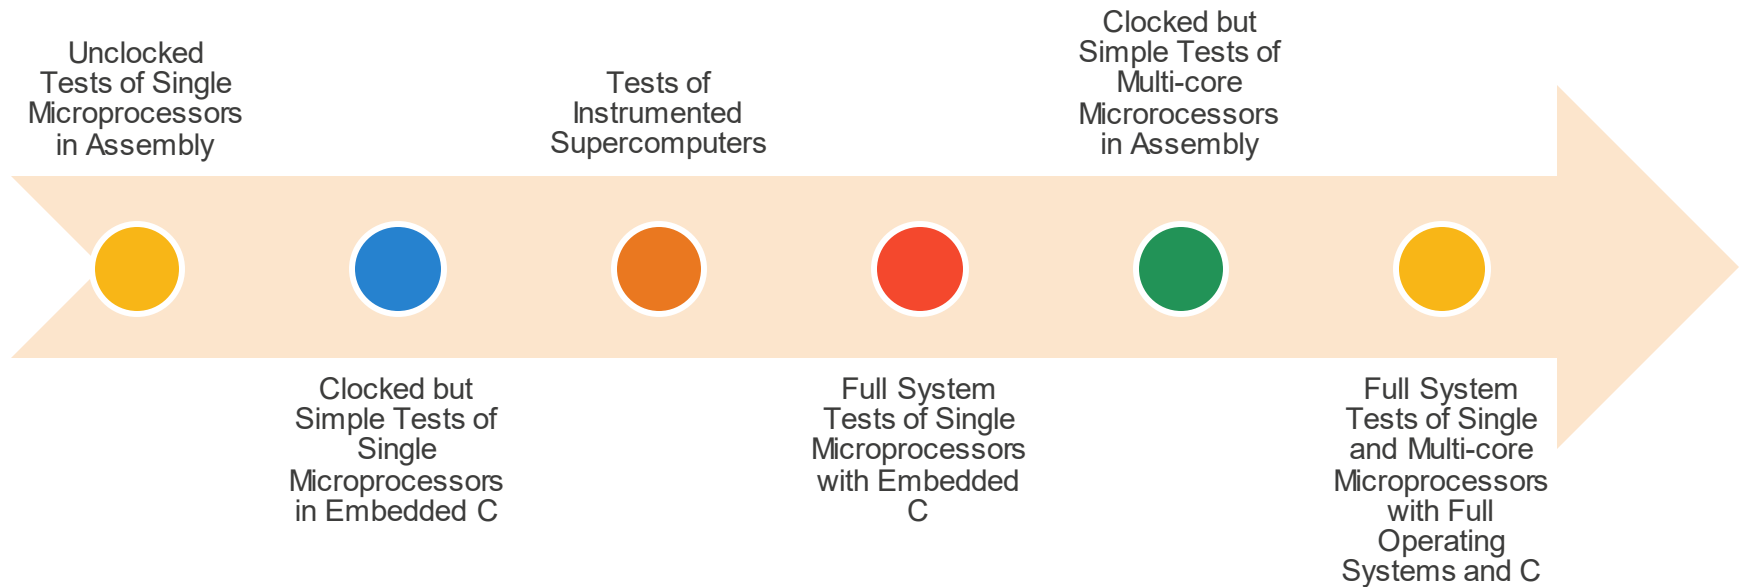 Unclocked
Tests of Single
Microprocessors
in Assembly
Clocked but
Simple Tests of
Single
Microprocessors
in Embedded C
Tests of
Instrumented
Supercomputers
Full System
Tests of Single
Microprocessors
with Embedded
C
Clocked but
Simple Tests of
Multi-core
Microrocessors
in Assembly
Full System
Tests of Single
and Multi-core
Microprocessors
with Full
Operating
Systems and C